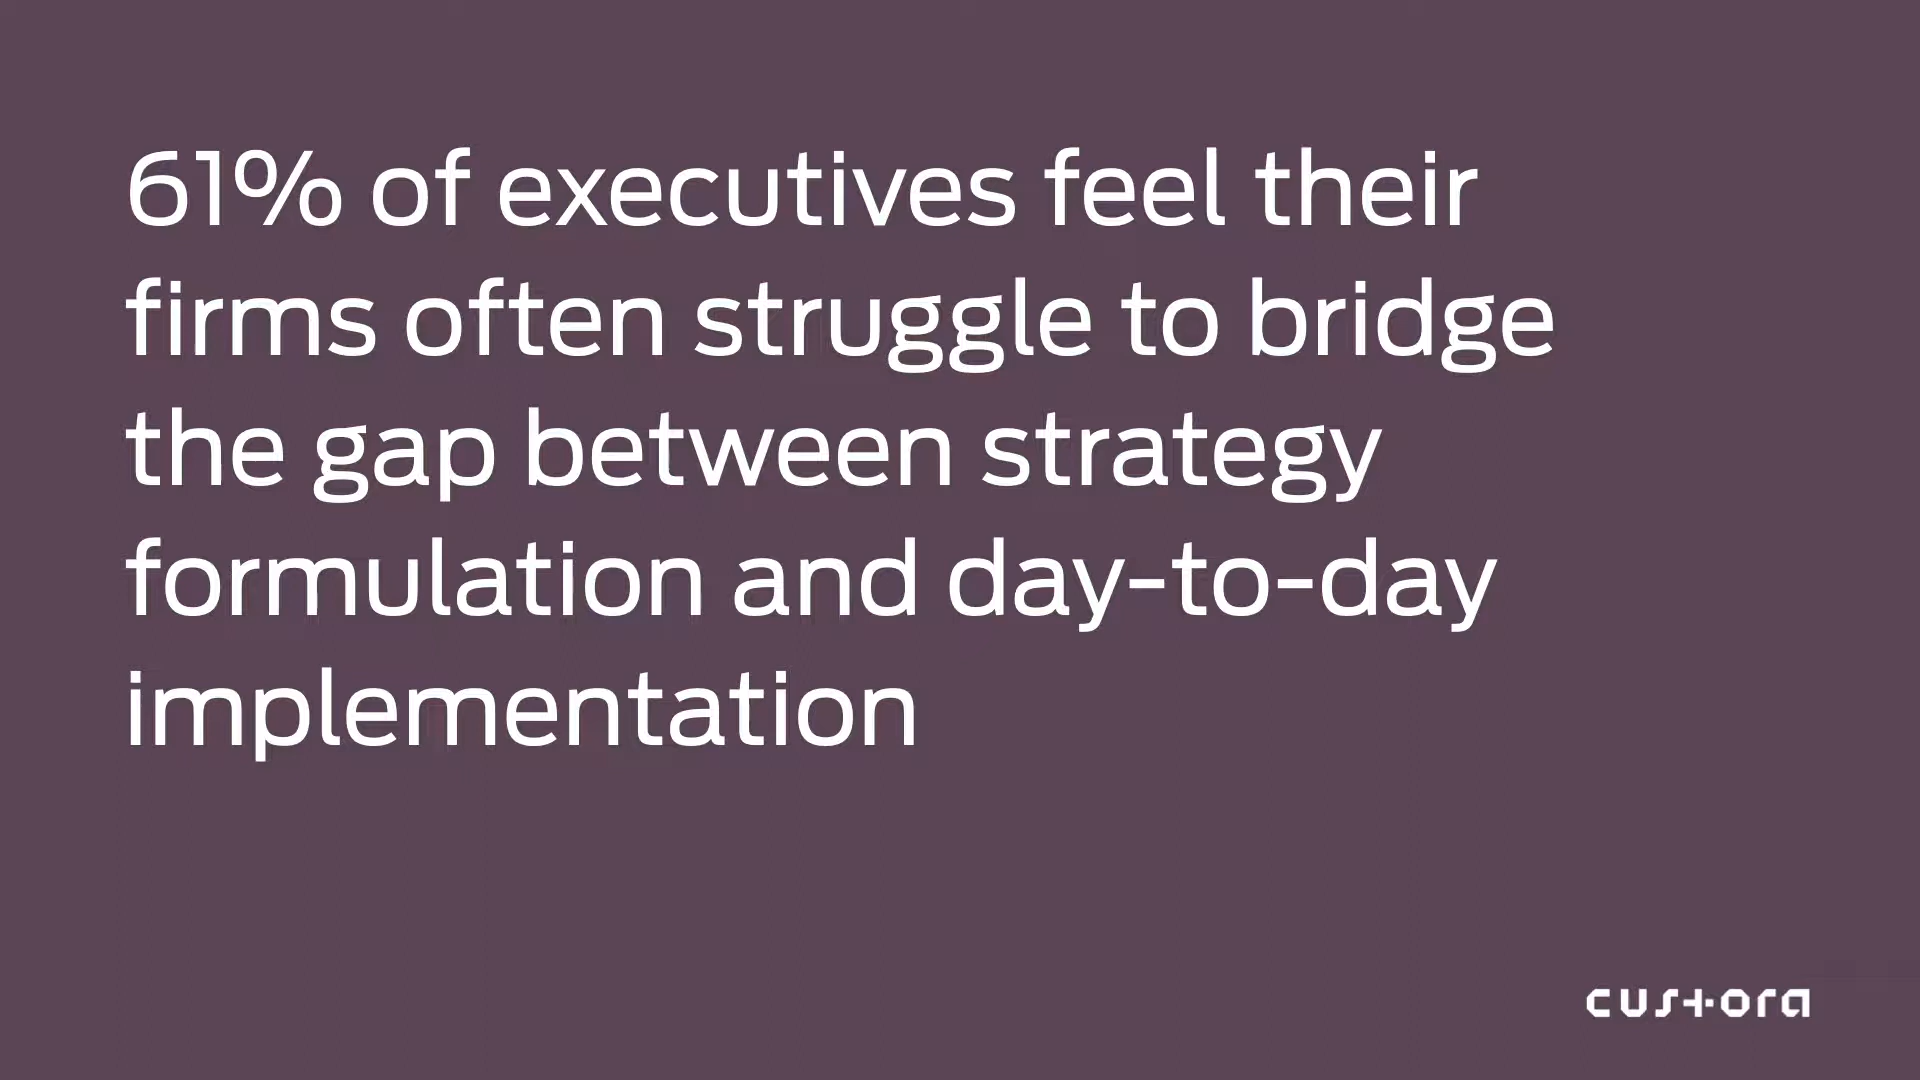 61% of executives feel their
firms often struggle to bridge
the gap between strategy
formulation and day-to-day
implementation
custora